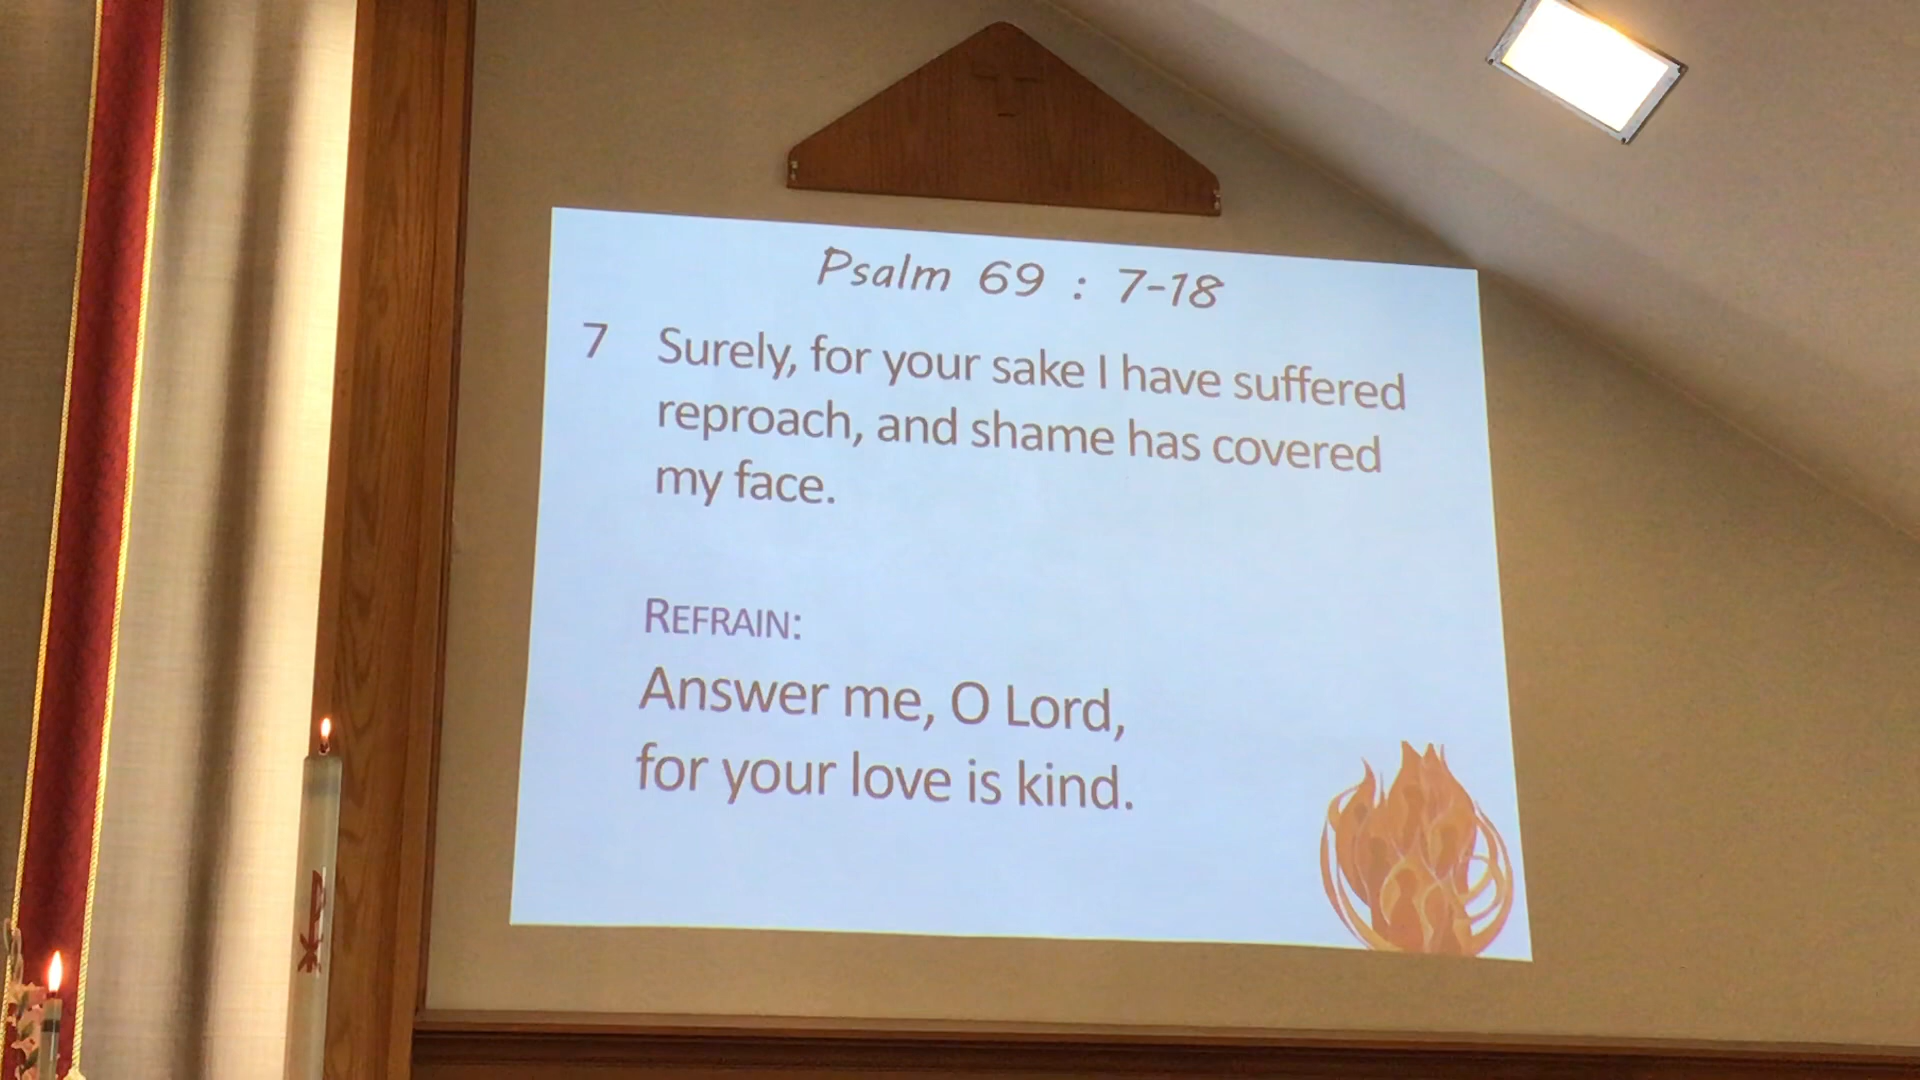 Psalm 69 : 7-18
7 Surely, for your sake I have suffered
reproach, and shame has covered
my face.
REFRAIN:
Answer me, O Lord,
for your love is kind.